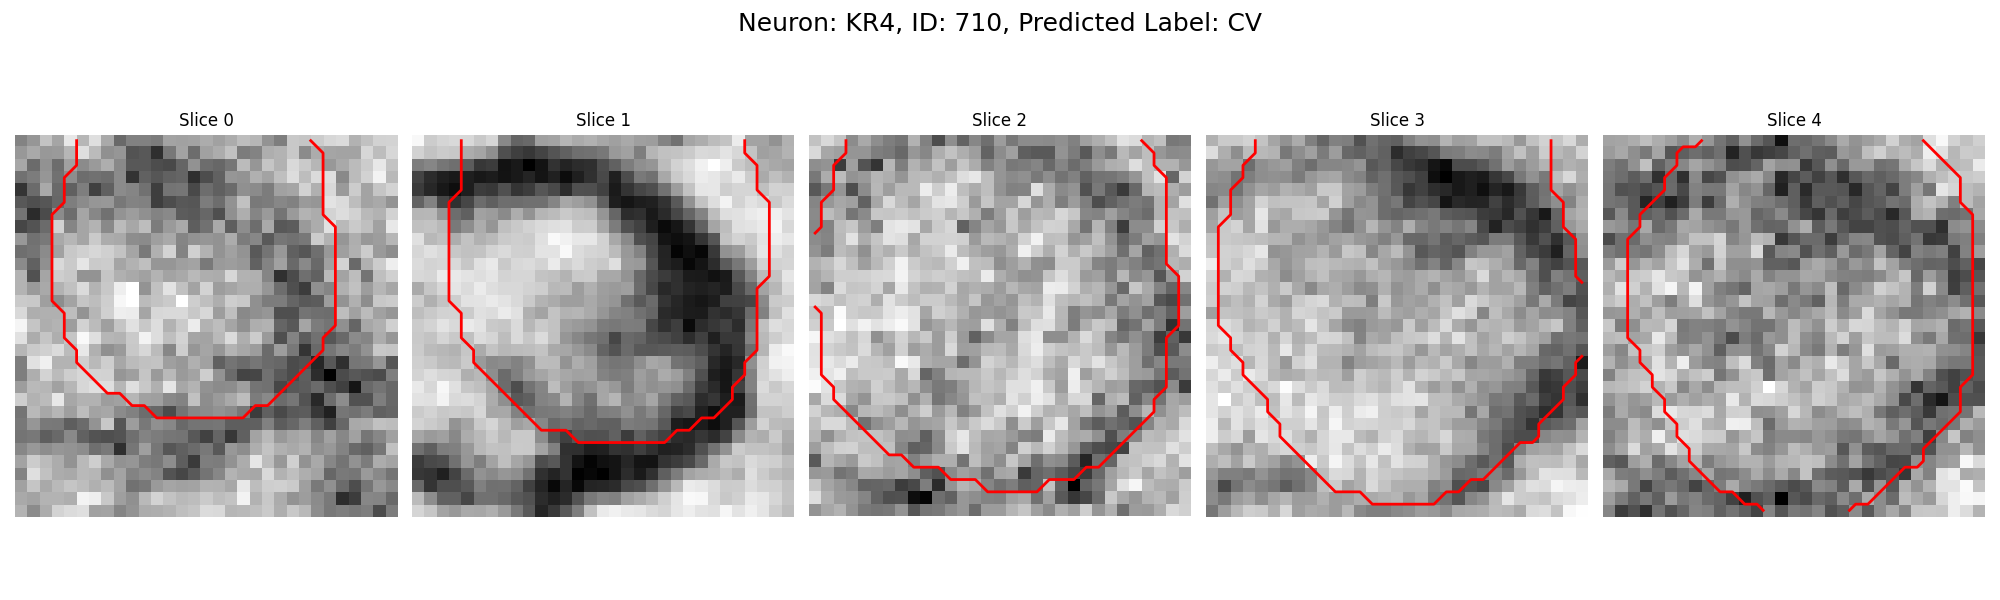 Neuron: KR4, ID: 710, Predicted Label: CV
Slice 0
Slice 1
Slice 2
Slice 3
Slice 4